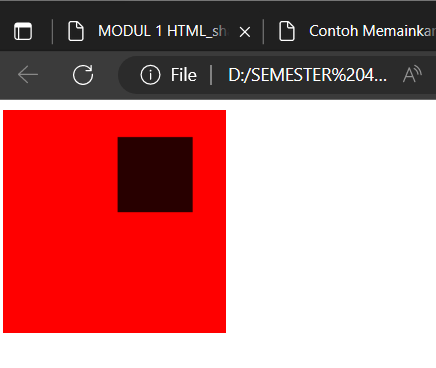 MODUL 1 HTML_sh
Contoh Memainkan
File
D:/SEMESTER%204...